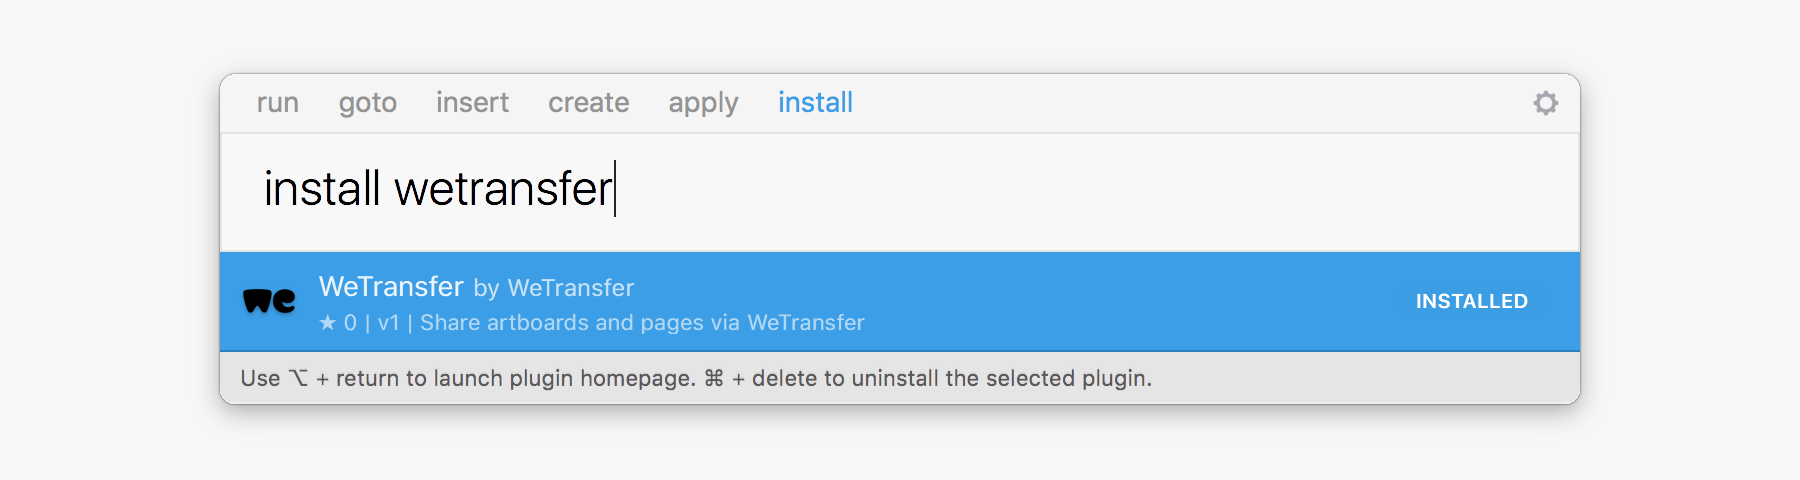 run goto insert create apply install
install wetransfer
we WeTransfer by WeTransfer
★ 0 | v1 | Share artboards and pages via WeTransfer
INSTALLED
Use ⌥ + return to launch plugin homepage. ⌘ + delete to uninstall the selected plugin.